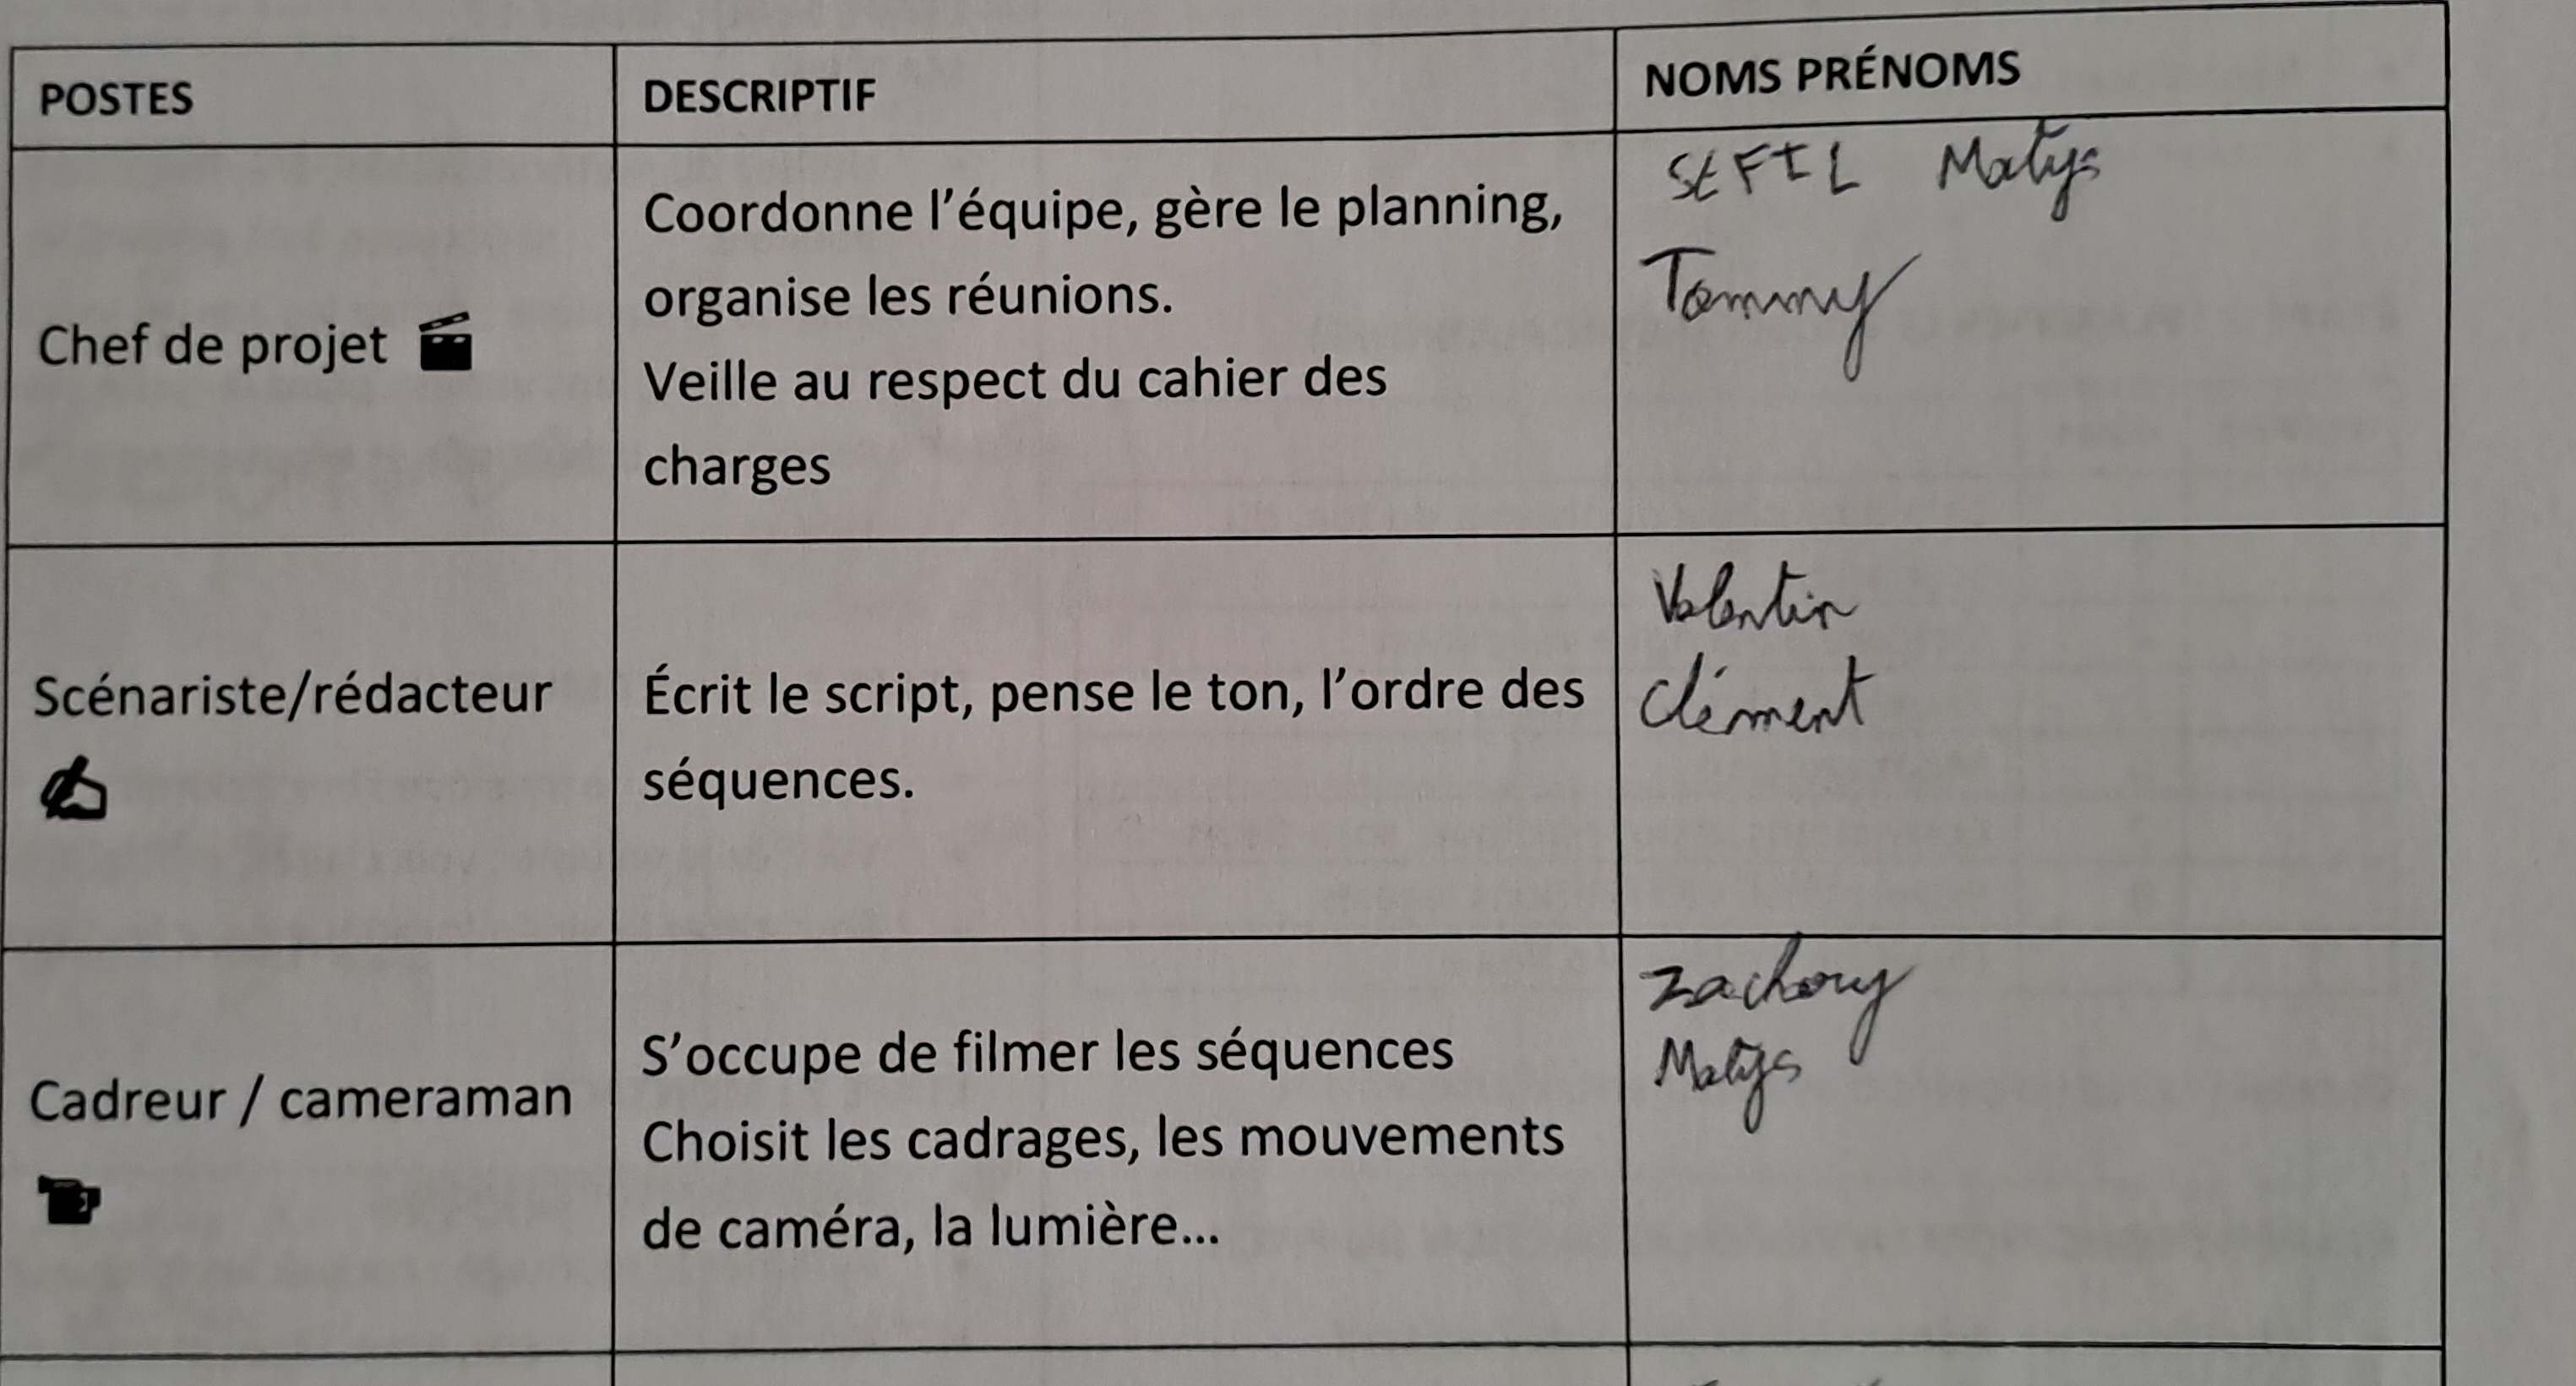 POSTES DESCRIPTIF NOMS PRÉNOMS
Chef de projet
Coordonne l'équipe, gère le planning,
organise les réunions.
Veille au respect du cahier des
charges
Matys
Tommy
Scénariste/rédacteur
Écrit le script, pense le ton, l'ordre des
séquences.
Valentin
Clément
Cadreur / cameraman
S'occupe de filmer les séquences
Choisit les cadrages, les mouvements
de caméra, la lumière...
Zachary
Matys